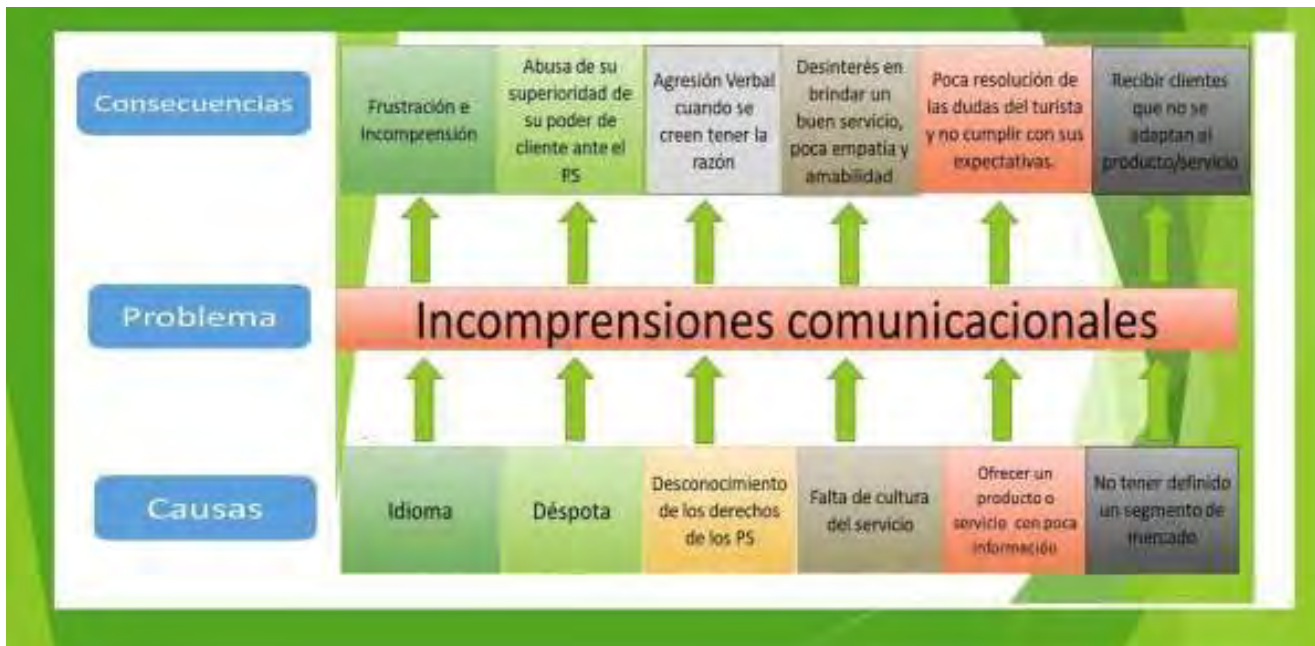 Consecuencias
Frustración e
Incomprensión
Abusa de su
superioridad de
su poder de
cliente ante el
PS
Agresión Verbal
cuando se
creen tener la
razón
Desinterés en
brindar un
buen servicio,
poca empatía y
amabilidad
Poca resolución de
las dudas del turista
y no cumplir con sus
expectativas.
Recibir clientes
que no se
adaptan al
producto/servicio
Problema
Incomprensiones comunicacionales
Causas
Idioma
Déspota
Desconocimiento
de los derechos
de los PS
Falta de cultura
del servicio
Ofrecer un
producto o
servicio con poca
información
No tener definido
un segmento de
mercado